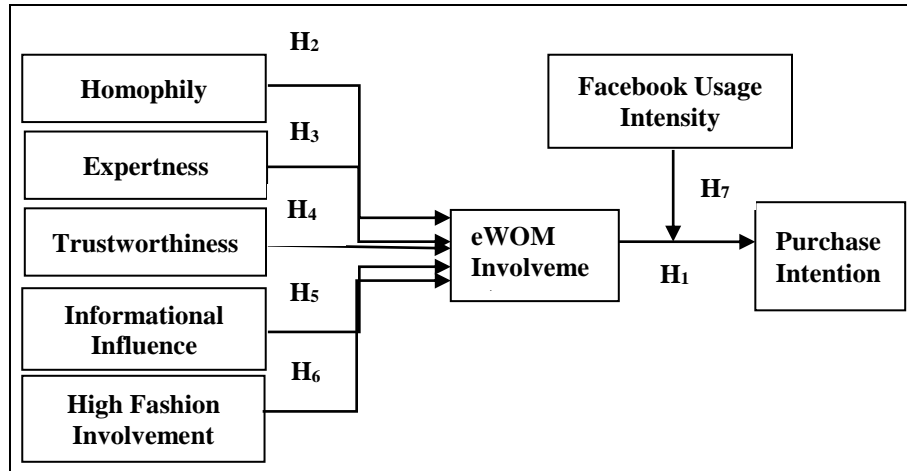 H₂
Homophily
H₃
Expertness
H₄
Trustworthiness
H₅
Informational
Influence
H₆
High Fashion
Involvement
eWOM
Involveme
Facebook Usage
Intensity
H₇
H₁
Purchase
Intention